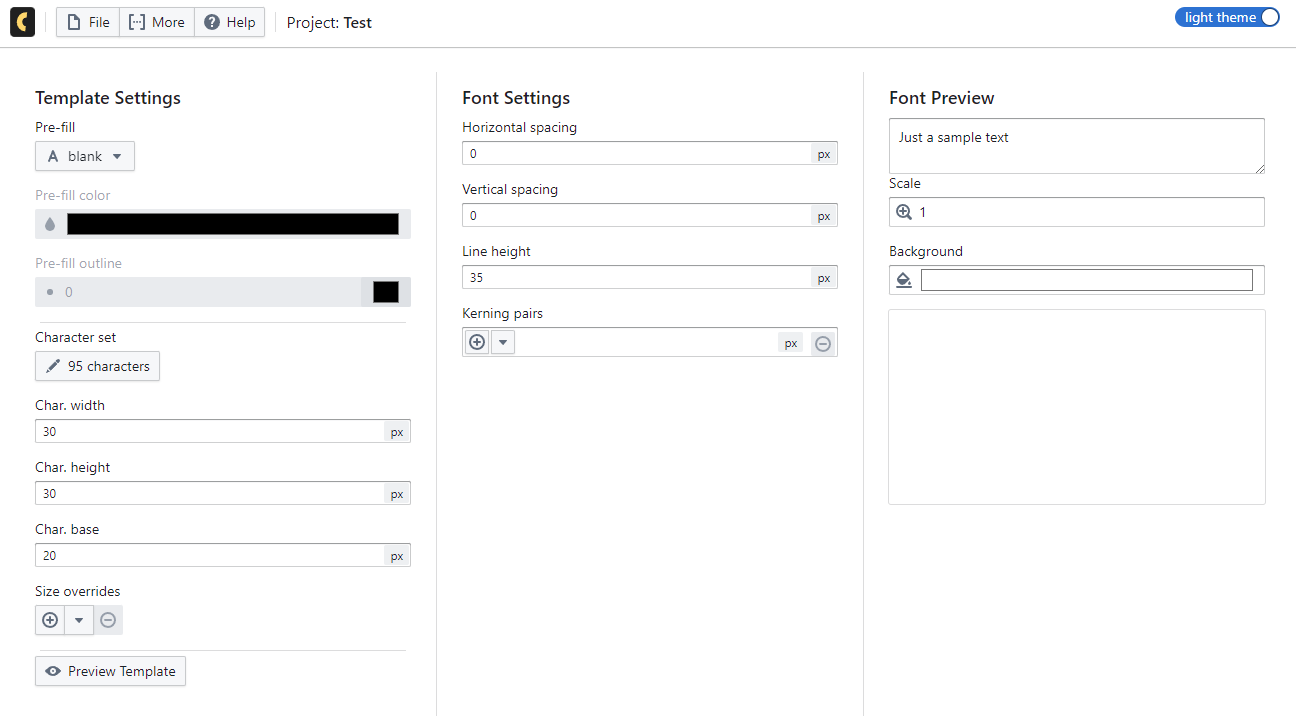 File More Help Project: Test light theme
Template Settings
Pre-fill
A blank
Pre-fill color
Pre-fill outline
0
Character set
95 characters
Char. width
30 px
Char. height
30 px
Char. base
20 px
Size overrides
Preview Template
Font Settings
Horizontal spacing
0 px
Vertical spacing
0 px
Line height
35 px
Kerning pairs
px
Font Preview
Just a sample text
Scale
1
Background